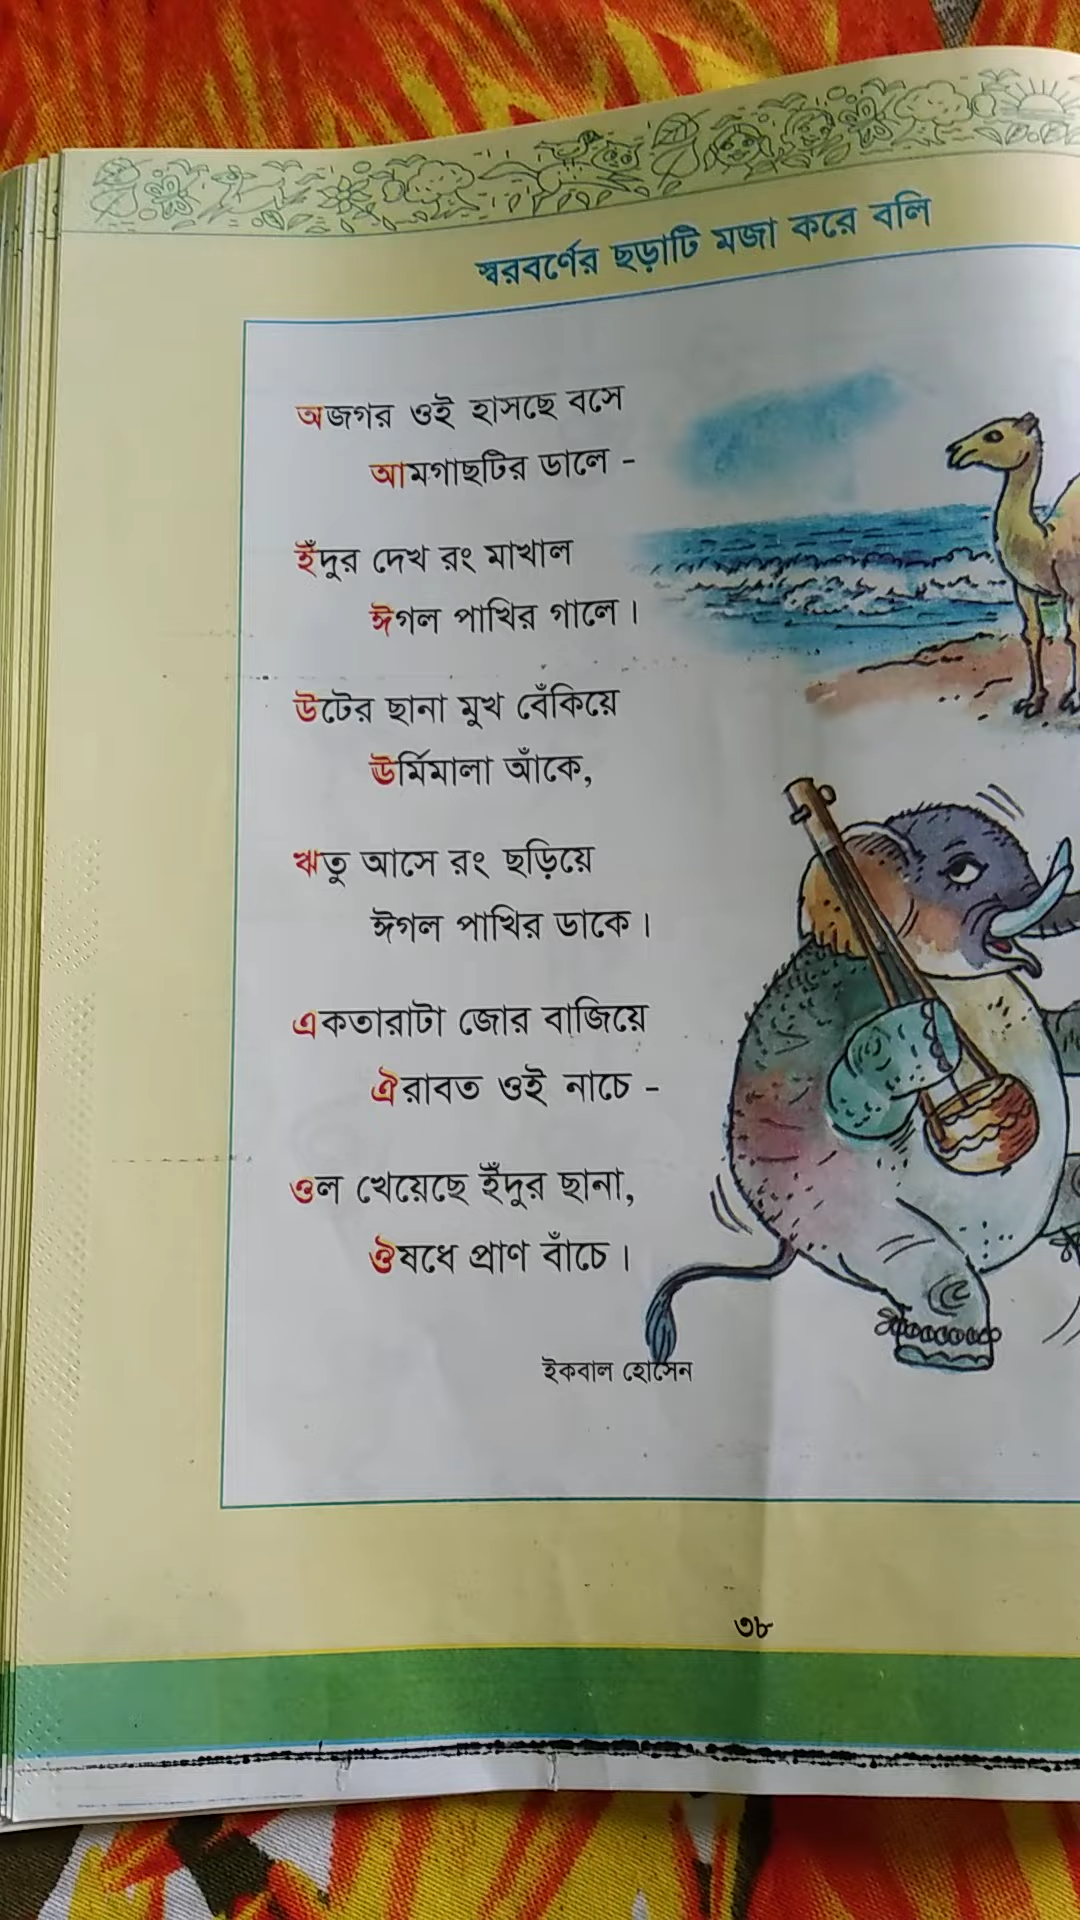 স্বরবর্ণের ছড়াটি মজা করে বলি
অজগর ওই হাসছে বসে
আমগাছটির ডালে -
ইঁদুর দেখ রং মাখাল
ঈগল পাখির গালে।
উটের ছানা মুখ বেঁকিয়ে
ঊর্মিমালা আঁকে,
ঋতু আসে রং ছড়িয়ে
ঈগল পাখির ডাকে।
একতারাটা জোর বাজিয়ে
ঐরাবত ওই নাচে -
ওল খেয়েছে ইঁদুর ছানা,
ঔষধে প্রাণ বাঁচে।
ইকবাল হোসেন
৩৮